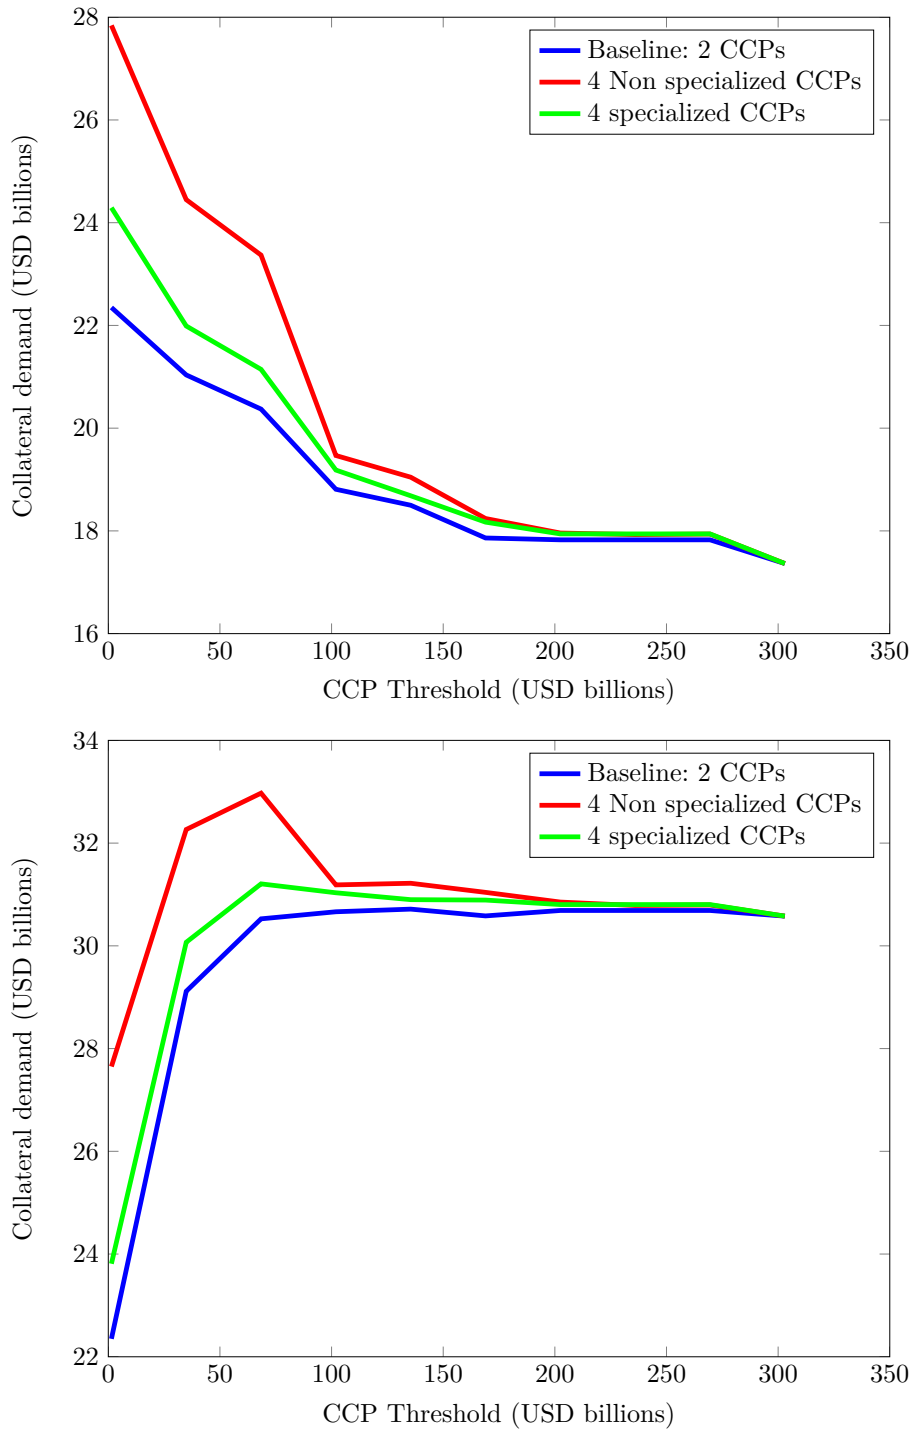 28
26
24
22
20
18
16
0 50 100 150 200 250 300 350
Collateral demand (USD billions)
CCP Threshold (USD billions)
Baseline: 2 CCPs
4 Non specialized CCPs
4 specialized CCPs
34
32
30
28
26
24
22
0 50 100 150 200 250 300 350
Collateral demand (USD billions)
CCP Threshold (USD billions)
Baseline: 2 CCPs
4 Non specialized CCPs
4 specialized CCPs